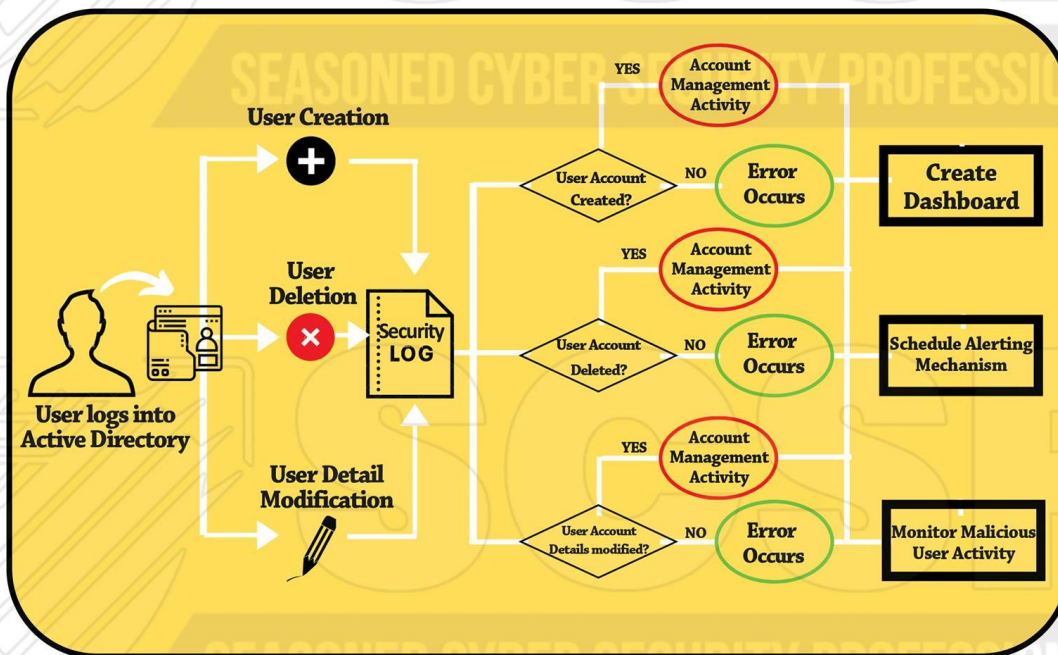 SEASONED CYBER SECURITY PROFESSIO
User Creation
User
Deletion
Security
LOG
User logs into
Active Directory
User Detail
Modification
YES
Account
Management
Activity
User Account
Created?
NO
Error
Occurs
Create
Dashboard
YES
Account
Management
Activity
User Account
Deleted?
NO
Error
Occurs
Schedule Alerting
Mechanism
YES
Account
Management
Activity
User Account
Details modified?
NO
Error
Occurs
Monitor Malicious
User Activity